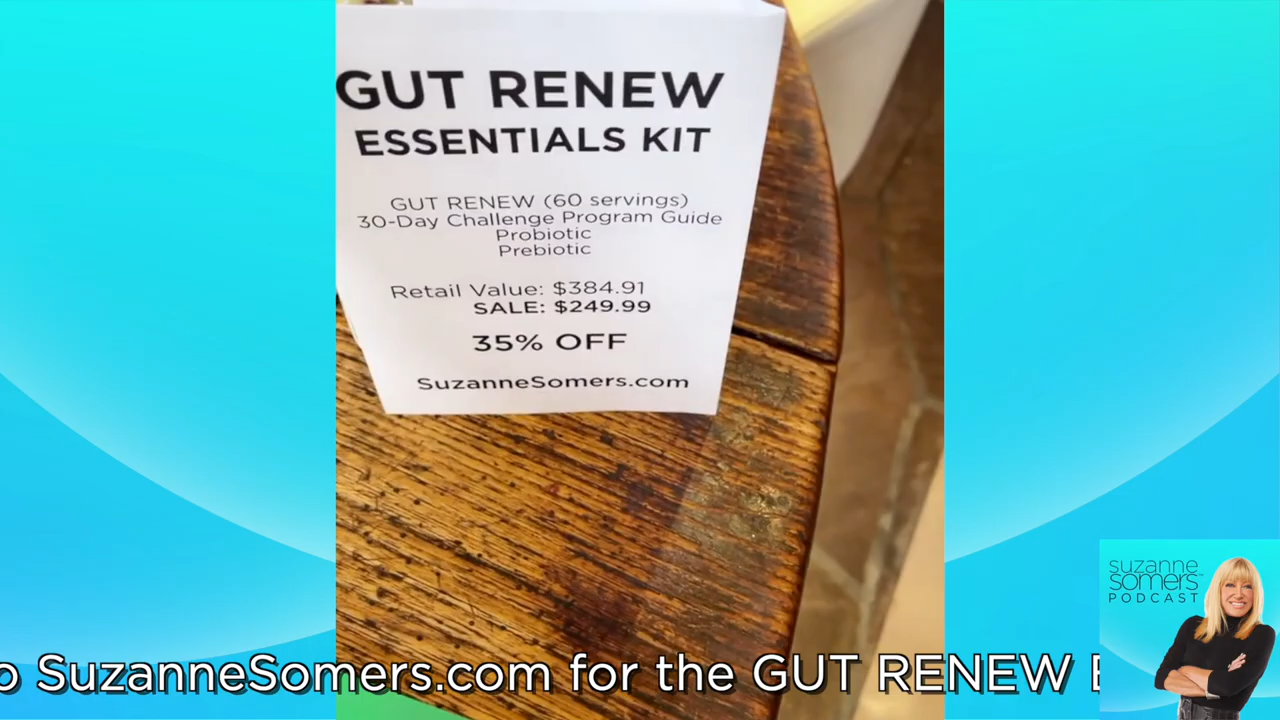 GUT RENEW
ESSENTIALS KIT
GUT RENEW (60 servings)
30-Day Challenge Program Guide
Probiotic
Prebiotic
Retail Value: $384.91
SALE: $249.99
35% OFF
SuzanneSomers.com
suzanne
somers
PODCAST
o SuzanneSomers.com for the GUT RENEW E